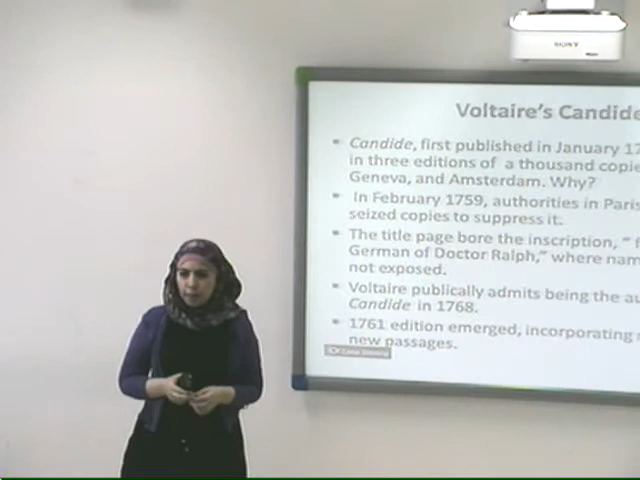 SONY
Voltaire's Candide
Candide, first published in January 17
in three editions of a thousand copie
Geneva, and Amsterdam. Why?
In February 1759, authorities in Paris
seized copies to suppress it.
The title page bore the inscription, " f
German of Doctor Ralph," where nam
not exposed.
Voltaire publically admits being the au
Candide in 1768.
1761 edition emerged, incorporating
new passages.